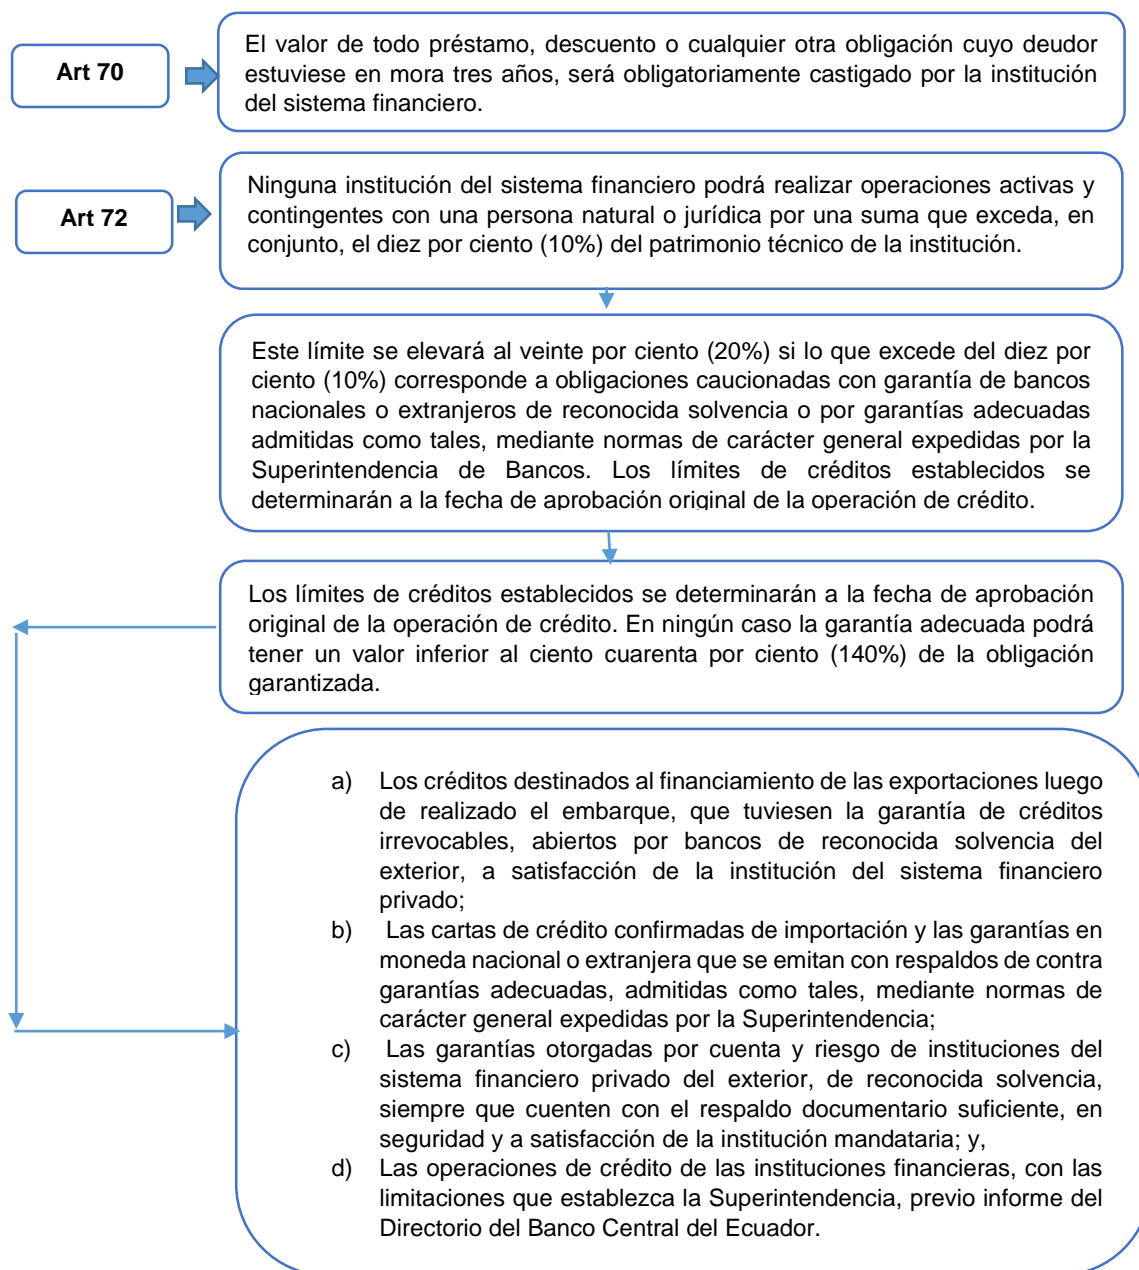 Art 70
El valor de todo préstamo, descuento o cualquier otra obligación cuyo deudor
estuviese en mora tres años, será obligatoriamente castigado por la institución
del sistema financiero.
Art 72
Ninguna institución del sistema financiero podrá realizar operaciones activas y
contingentes con una persona natural o jurídica por una suma que exceda, en
conjunto, el diez por ciento (10%) del patrimonio técnico de la institución.
Este límite se elevará al veinte por ciento (20%) si lo que excede del diez por
ciento (10%) corresponde a obligaciones caucionadas con garantía de bancos
nacionales o extranjeros de reconocida solvencia o por garantías adecuadas
admitidas como tales, mediante normas de carácter general expedidas por la
Superintendencia de Bancos. Los límites de créditos establecidos se
determinarán a la fecha de aprobación original de la operación de crédito.
Los límites de créditos establecidos se determinarán a la fecha de aprobación
original de la operación de crédito. En ningún caso la garantía adecuada podrá
tener un valor inferior al ciento cuarenta por ciento (140%) de la obligación
garantizada.
a) Los créditos destinados al financiamiento de las exportaciones luego
de realizado el embarque, que tuviesen la garantía de créditos
irrevocables, abiertos por bancos de reconocida solvencia del
exterior, a satisfacción de la institución del sistema financiero
privado;
b) Las cartas de crédito confirmadas de importación y las garantías en
moneda nacional o extranjera que se emitan con respaldos de contra
garantías adecuadas, admitidas como tales, mediante normas de
carácter general expedidas por la Superintendencia;
c) Las garantías otorgadas por cuenta y riesgo de instituciones del
sistema financiero privado del exterior, de reconocida solvencia,
siempre que cuenten con el respaldo documentario suficiente, en
seguridad y a satisfacción de la institución mandataria; y,
d) Las operaciones de crédito de las instituciones financieras, con las
limitaciones que establezca la Superintendencia, previo informe del
Directorio del Banco Central del Ecuador.